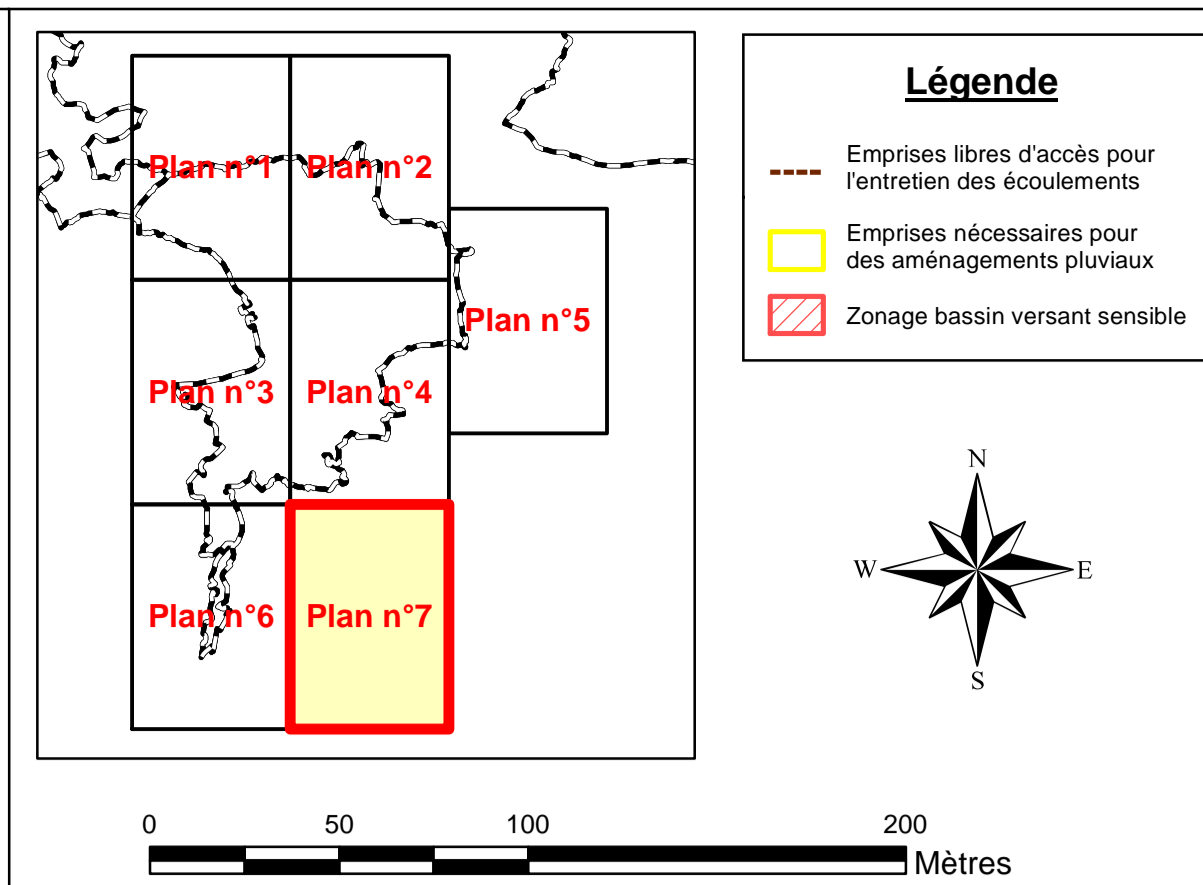 Plan n°1
Plan n°2
Plan n°5
Plan n°3
Plan n°4
Plan n°6
Plan n°7
Légende
Emprises libres d'accès pour
l'entretien des écoulements
Emprises nécessaires pour
des aménagements pluviaux
Zonage bassin versant sensible
N
W
E
S
0
50
100
200
Mètres